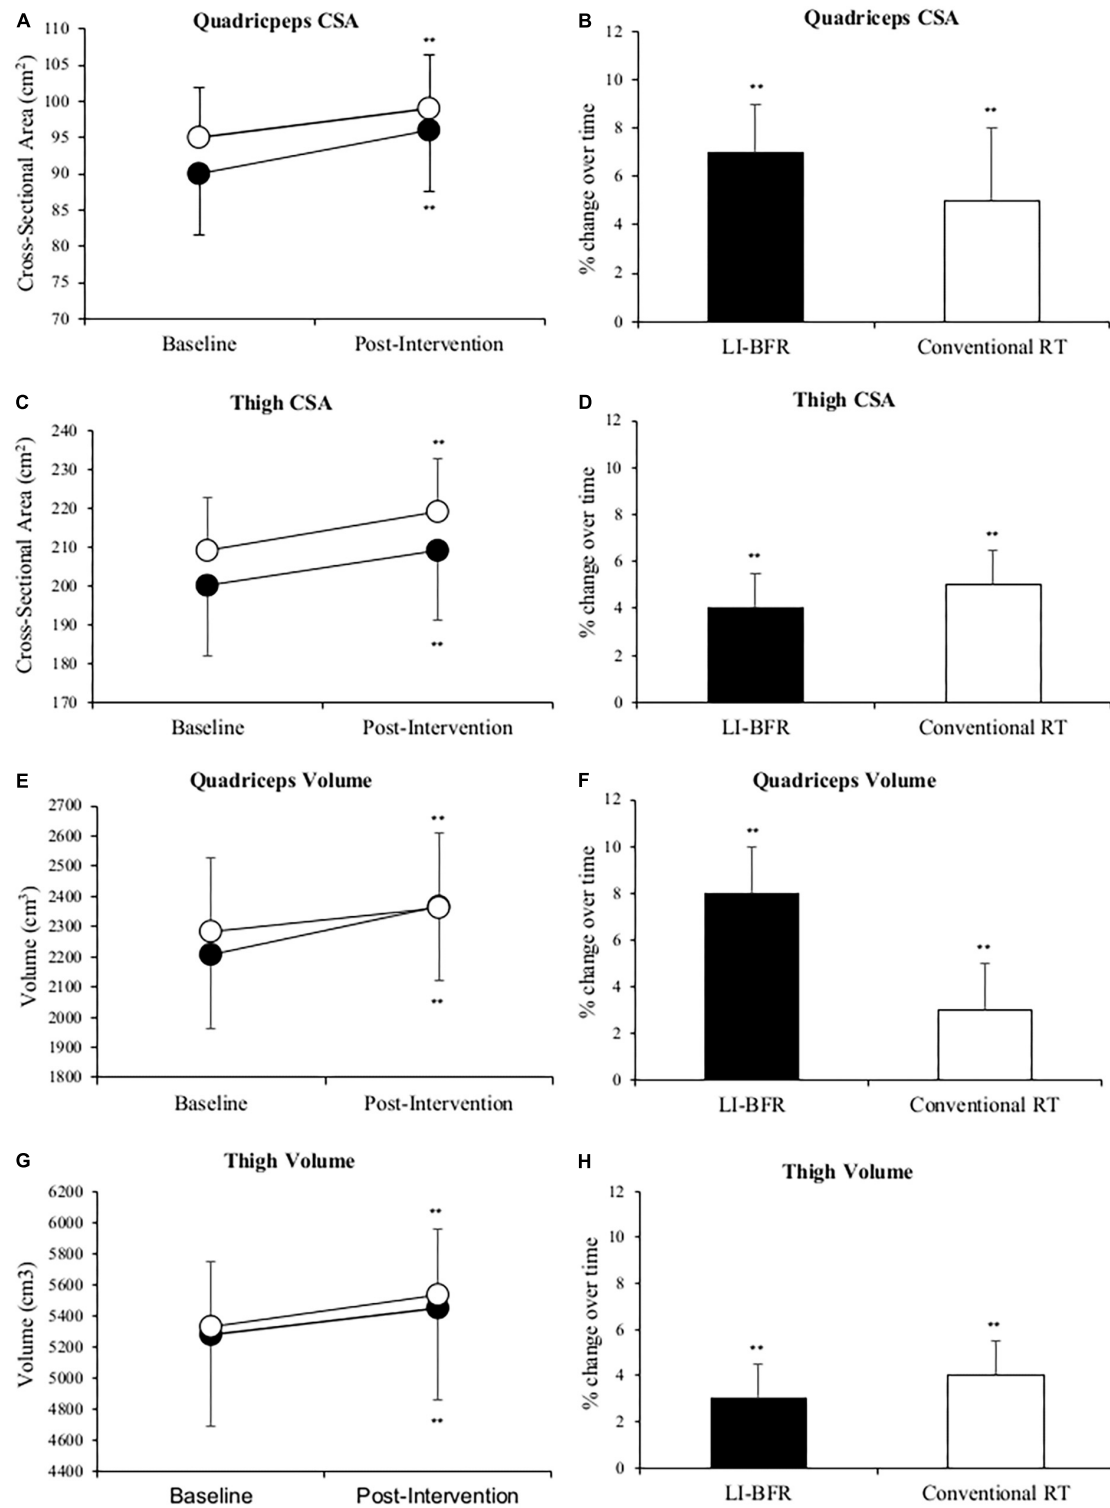 A
Quadricpeps CSA
Cross-Sectional Area (cm²)
110
105
100
95
90
85
80
75
70
**
**
Baseline
Post-Intervention
B
Quadriceps CSA
% change over time
12
10
8
6
4
2
0
**
**
LI-BFR
Conventional RT
C
Thigh CSA
Cross-Sectional Area (cm²)
240
230
220
210
200
190
180
170
**
**
Baseline
Post-Intervention
D
Thigh CSA
% change over time
12
10
8
6
4
2
0
**
**
LI-BFR
Conventional RT
E
Quadriceps Volume
Volume (cm³)
2700
2600
2500
2400
2300
2200
2100
2000
1900
1800
**
**
Baseline
Post-Intervention
F
Quadriceps Volume
% change over time
12
10
8
6
4
2
0
**
**
LI-BFR
Conventional RT
G
Thigh Volume
Volume (cm3)
6200
6000
5800
5600
5400
5200
5000
4800
4600
4400
**
**
Baseline
Post-Intervention
H
Thigh Volume
% change over time
12
10
8
6
4
2
0
**
**
LI-BFR
Conventional RT